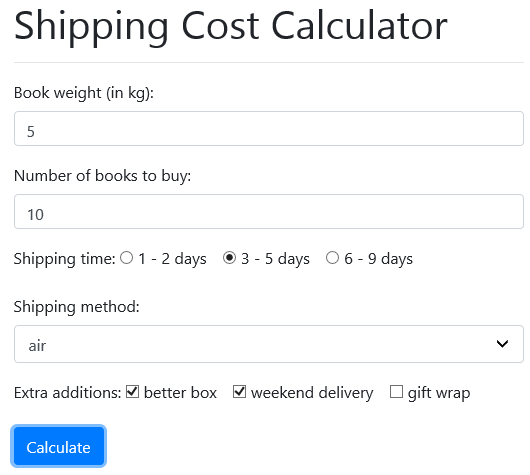 Shipping Cost Calculator
Book weight (in kg):
5
Number of books to buy:
10
Shipping time: 1 - 2 days 3 - 5 days 6 - 9 days
Shipping method:
air
Extra additions: better box weekend delivery gift wrap
Calculate